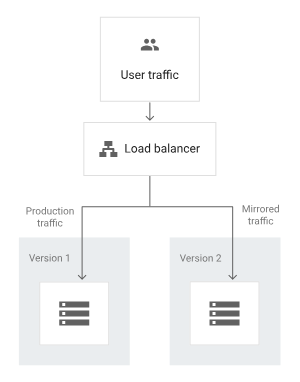 User traffic
Load balancer
Production
traffic
Mirrored
traffic
Version 1
Version 2